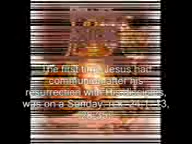 The first time Jesus had
communion after his
resurrection with His disciples,
was on a Sunday